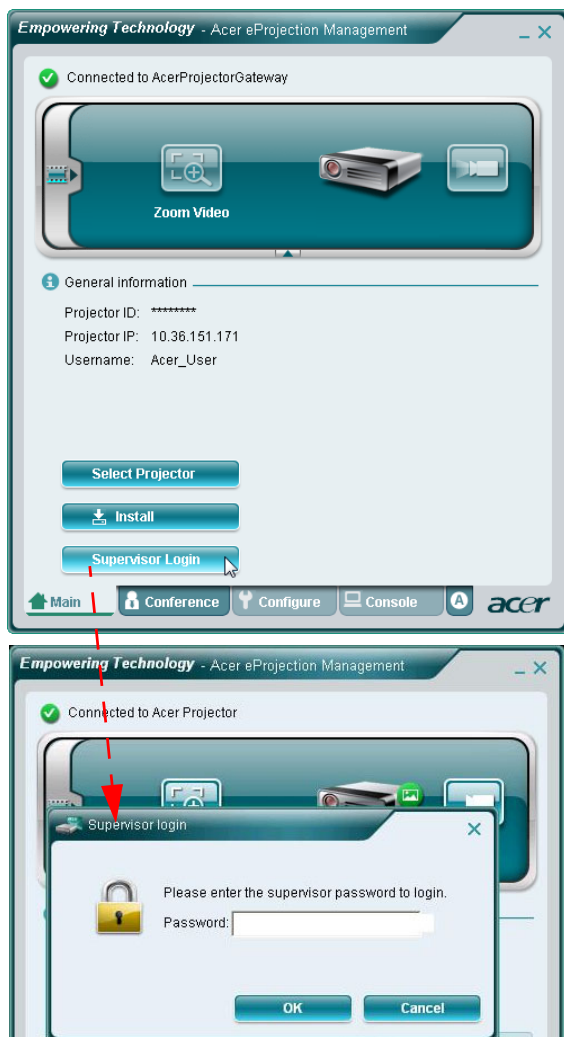 Empowering Technology - Acer eProjection Management
Connected to AcerProjectorGateway
Zoom Video
General information
Projector ID: ********
Projector IP: 10.36.151.171
Username: Acer_User
Select Projector
Install
Supervisor Login
Main Conference Configure Console A acer
Empowering Technology - Acer eProjection Management
Connected to Acer Projector
Supervisor login
Please enter the supervisor password to login.
Password:
OK Cancel